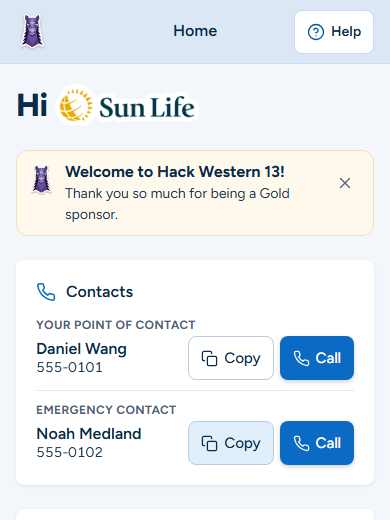 Home
Help
Hi Sun Life
Welcome to Hack Western 13!
Thank you so much for being a Gold
sponsor.
Contacts
YOUR POINT OF CONTACT
Daniel Wang
555-0101
Copy
Call
EMERGENCY CONTACT
Noah Medland
555-0102
Copy
Call